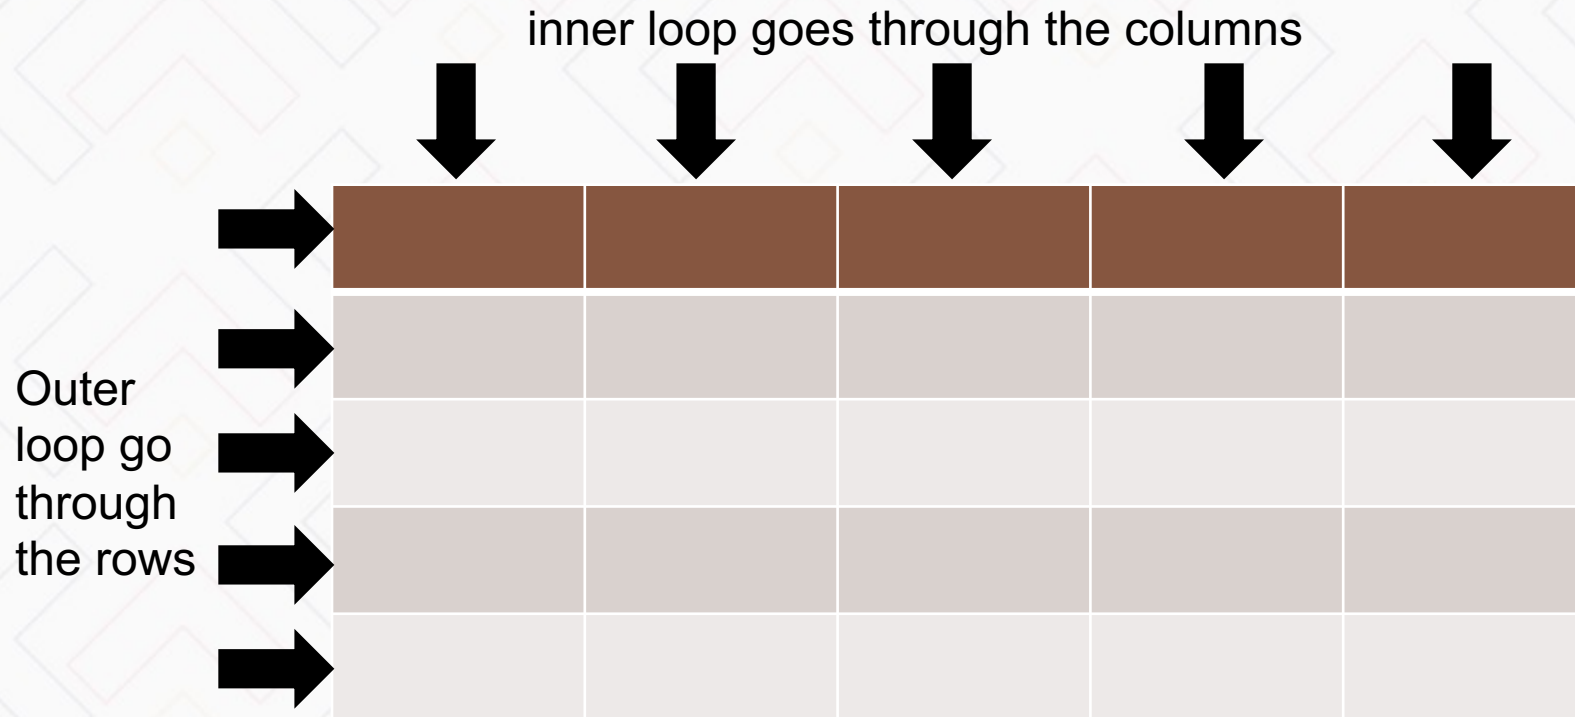 inner loop goes through the columns
Outer
loop go
through
the rows